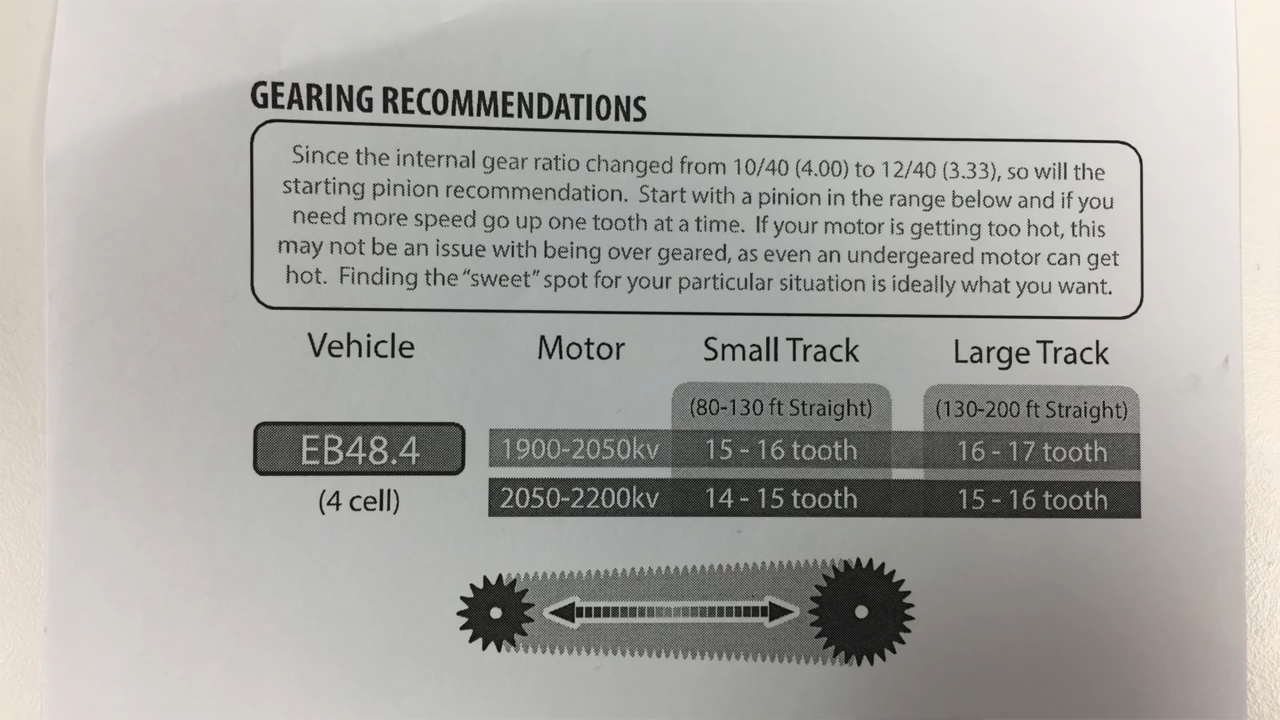 GEARING RECOMMENDATIONS
Since the internal gear ratio changed from 10/40 (4.00) to 12/40 (3.33), so will the
starting pinion recommendation. Start with a pinion in the range below and if you
need more speed go up one tooth at a time. If your motor is getting too hot, this
may not be an issue with being over geared, as even an undergeared motor can get
hot. Finding the “sweet” spot for your particular situation is ideally what you want.
Vehicle Motor Small Track Large Track
(80-130 ft Straight) (130-200 ft Straight)
EB48.4 1900-2050kv 15 - 16 tooth 16 - 17 tooth
(4 cell) 2050-2200kv 14 - 15 tooth 15 - 16 tooth